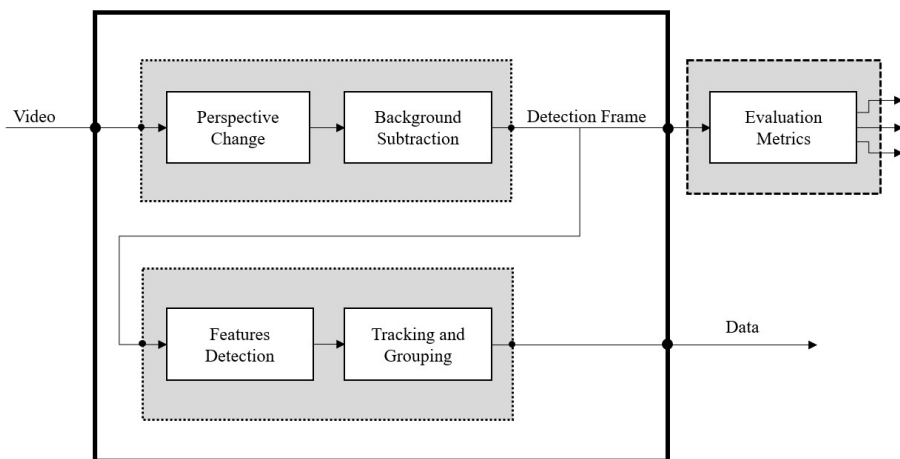 Video
Perspective
Change
Background
Subtraction
Detection Frame
Evaluation
Metrics
Features
Detection
Tracking and
Grouping
Data